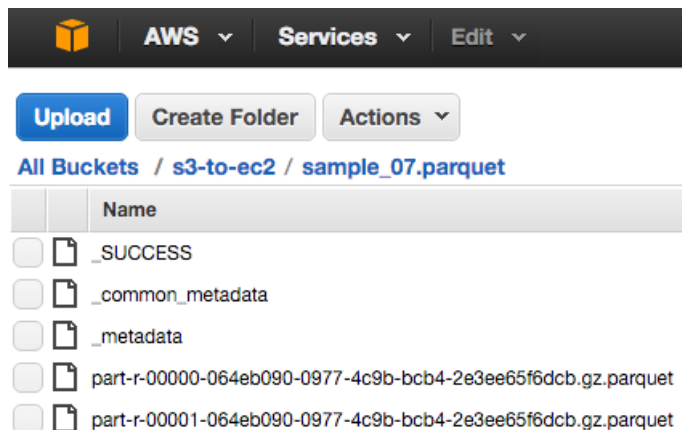 AWS Services Edit
Upload Create Folder Actions
All Buckets / s3-to-ec2 / sample_07.parquet
Name
_SUCCESS
_common_metadata
_metadata
part-r-00000-064eb090-0977-4c9b-bcb4-2e3ee65f6dcb.gz.parquet
part-r-00001-064eb090-0977-4c9b-bcb4-2e3ee65f6dcb.gz.parquet